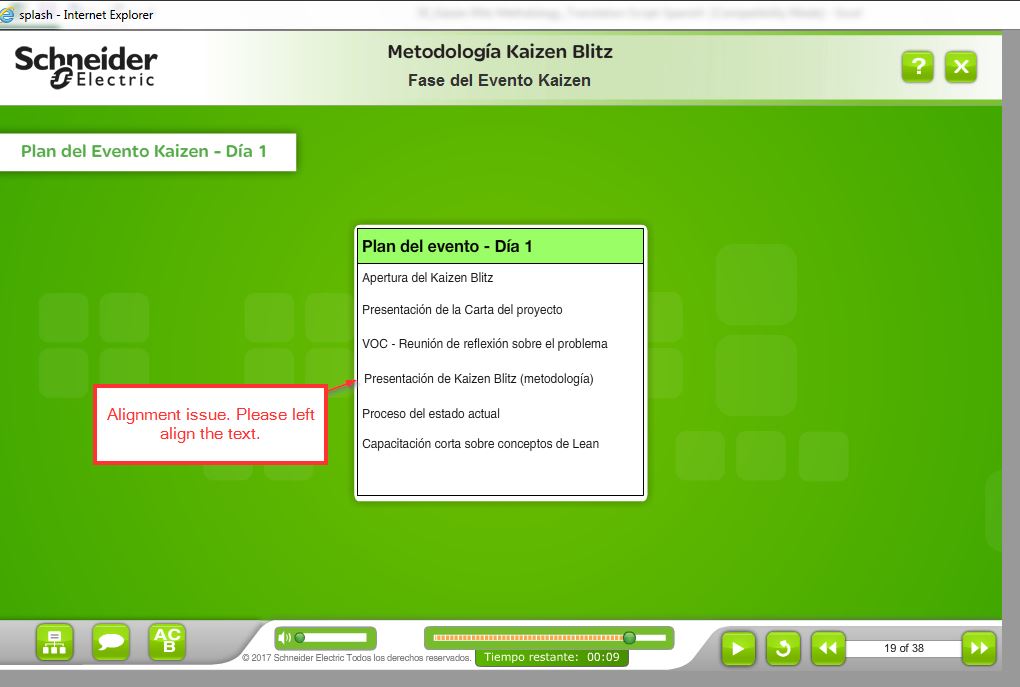 splash - Internet Explorer
Schneider
Electric
Metodología Kaizen Blitz
Fase del Evento Kaizen
?
X
Plan del Evento Kaizen - Día 1
Plan del evento - Día 1
Apertura del Kaizen Blitz
Presentación de la Carta del proyecto
VOC - Reunión de reflexión sobre el problema
Presentación de Kaizen Blitz (metodología)
Proceso del estado actual
Capacitación corta sobre conceptos de Lean
Alignment issue. Please left
align the text.
AC
B
© 2017 Schneider Electric Todos los derechos reservados.
Tiempo restante: 00:09
19 of 38